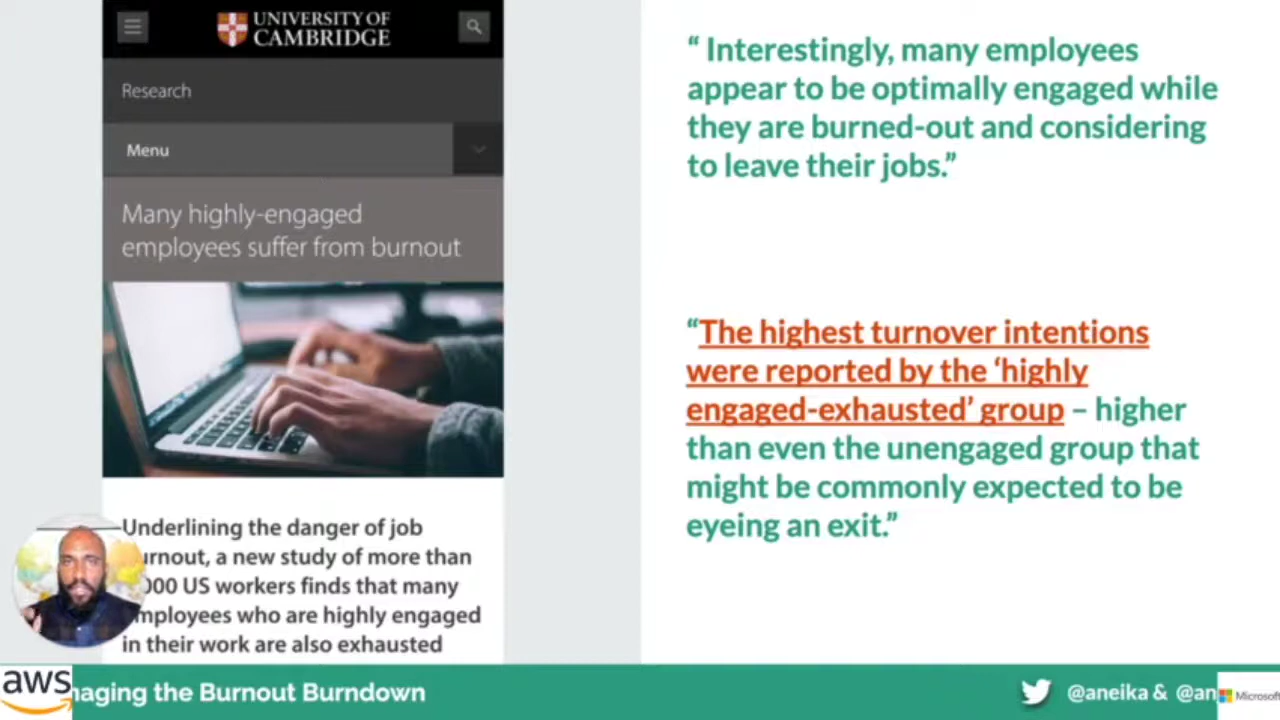 UNIVERSITY OF
CAMBRIDGE
Research
Menu
Many highly-engaged
employees suffer from burnout
Underlining the danger of job
urnout, a new study of more than
000 US workers finds that many
mployees who are highly engaged
in their work are also exhausted
“ Interestingly, many employees
appear to be optimally engaged while
they are burned-out and considering
to leave their jobs.”
“The highest turnover intentions
were reported by the ‘highly
engaged-exhausted’ group – higher
than even the unengaged group that
might be commonly expected to be
eyeing an exit.”
aws
naging the Burnout Burndown
@aneika & @an
Microsoft